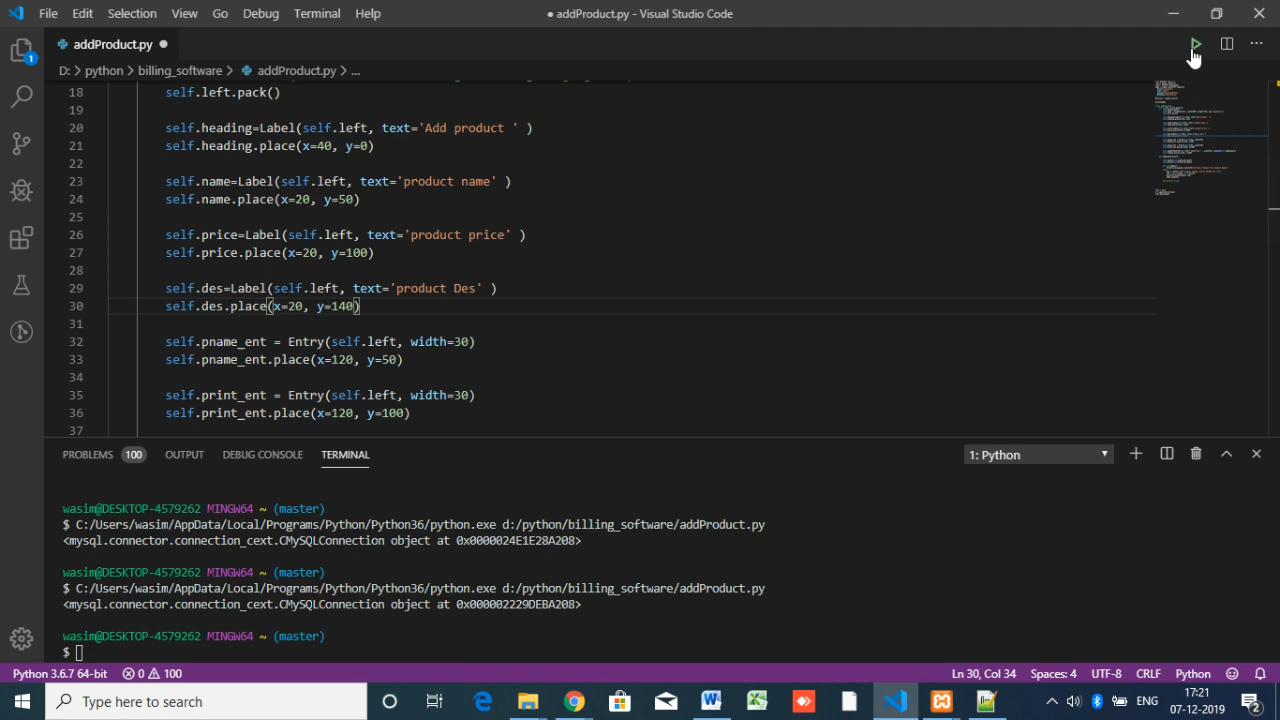 File Edit Selection View Go Debug Terminal Help ● addProduct.py - Visual Studio Code
addProduct.py
D: > python > billing_software > addProduct.py > ...
18 self.left.pack()
19
20 self.heading=Label(self.left, text='Add product   )
21 self.heading.place(x=40, y=0)
22
23 self.name=Label(self.left, text='product name' )
24 self.name.place(x=20, y=50)
25
26 self.price=Label(self.left, text='product price' )
27 self.price.place(x=20, y=100)
28
29 self.des=Label(self.left, text='product Des' )
30 self.des.place(x=20, y=140)
31
32 self.pname_ent = Entry(self.left, width=30)
33 self.pname_ent.place(x=120, y=50)
34
35 self.print_ent = Entry(self.left, width=30)
36 self.print_ent.place(x=120, y=100)
37
PROBLEMS 100 OUTPUT DEBUG CONSOLE TERMINAL 1: Python
wasim@DESKTOP-4579262 MINGW64 ~ (master)
$ C:/Users/wasim/AppData/Local/Programs/Python/Python36/python.exe d:/python/billing_software/addProduct.py
<mysql.connector.connection_cext.CMySQLConnection object at 0x0000024E1E28A208>
wasim@DESKTOP-4579262 MINGW64 ~ (master)
$ C:/Users/wasim/AppData/Local/Programs/Python/Python36/python.exe d:/python/billing_software/addProduct.py
<mysql.connector.connection_cext.CMySQLConnection object at 0x000002229DEBA208>
wasim@DESKTOP-4579262 MINGW64 ~ (master)
$
Python 3.6.7 64-bit 0 100 Ln 30, Col 34 Spaces: 4 UTF-8 CRLF Python
Type here to search ENG 17:21
07-12-2019 2